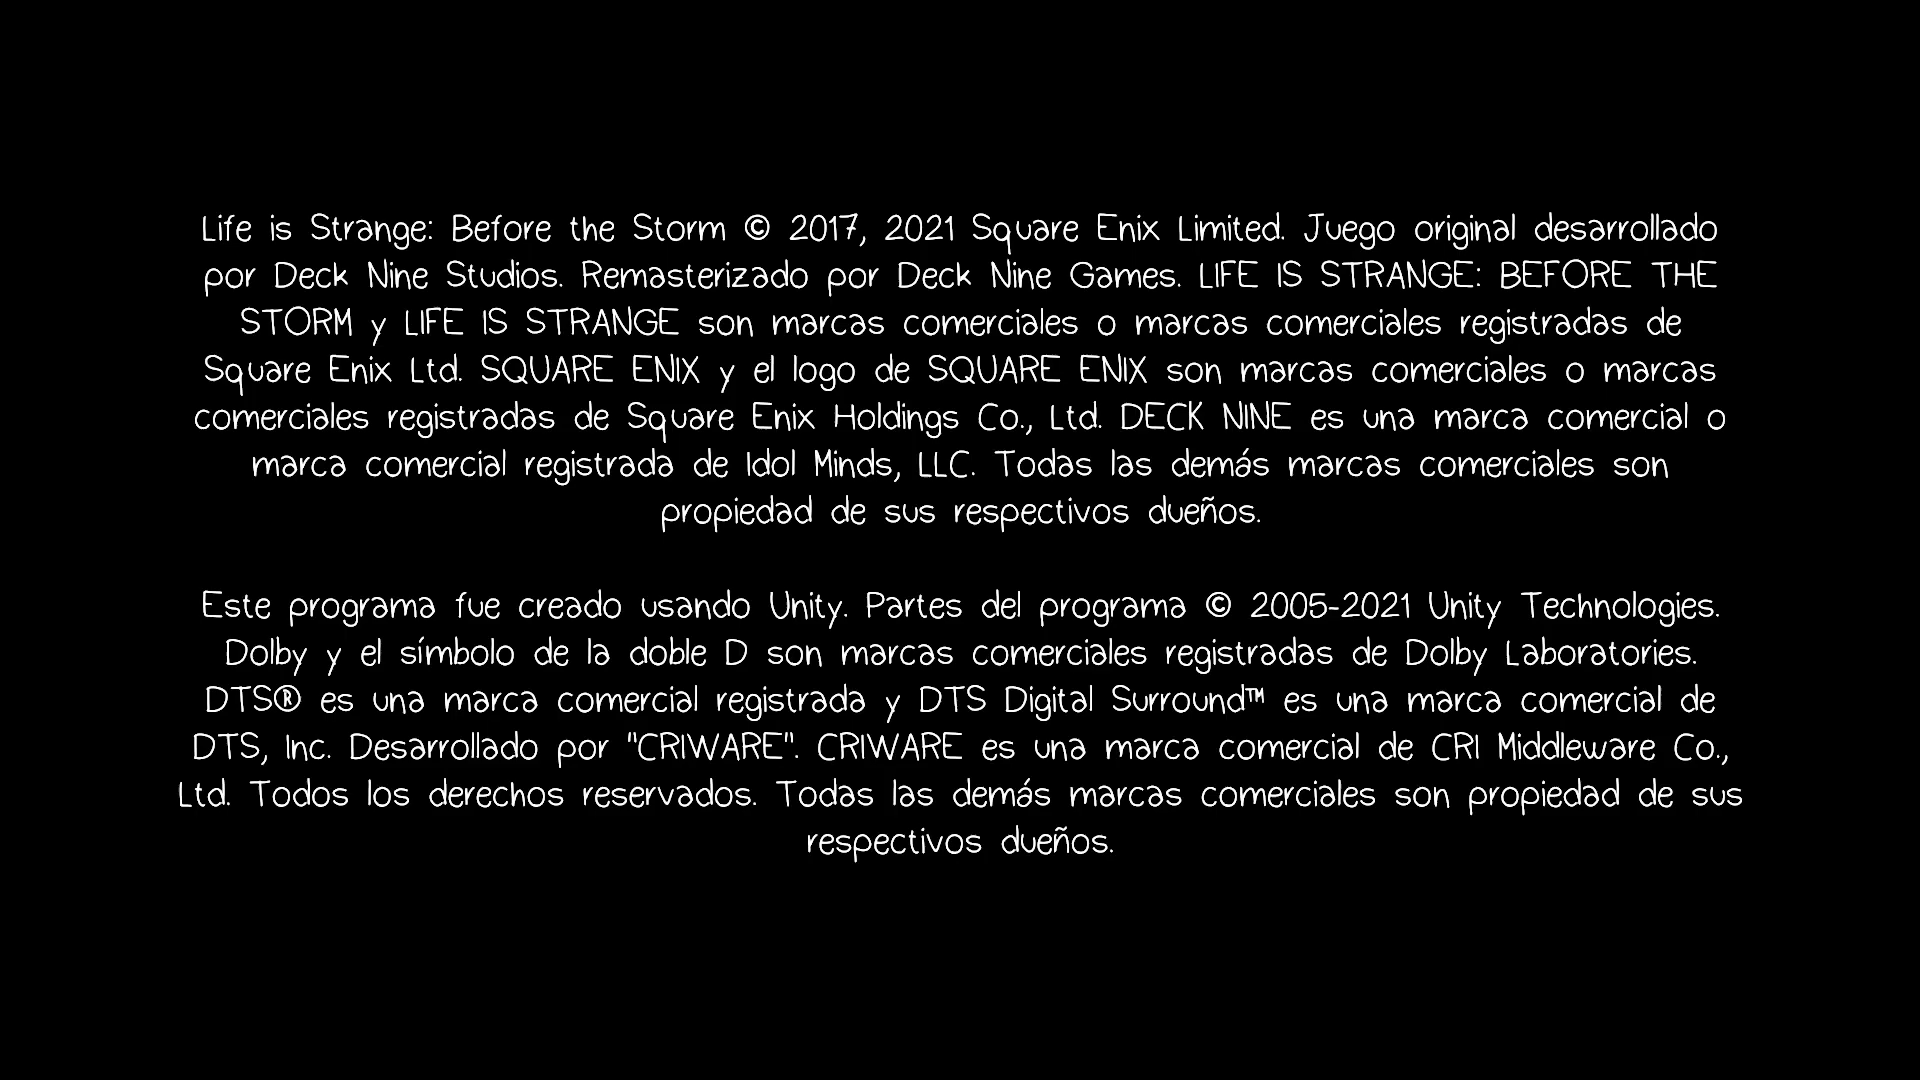 Life is Strange: Before the Storm © 2017, 2021 Square Enix Limited. Juego original desarrollado
por Deck Nine Studios. Remasterizado por Deck Nine Games. LIFE IS STRANGE: BEFORE THE
STORM y LIFE IS STRANGE son marcas comerciales o marcas comerciales registradas de
Square Enix Ltd. SQUARE ENIX y el logo de SQUARE ENIX son marcas comerciales o marcas
comerciales registradas de Square Enix Holdings Co., Ltd. DECK NINE es una marca comercial o
marca comercial registrada de Idol Minds, LLC. Todas las demás marcas comerciales son
propiedad de sus respectivos dueños.
Este programa fue creado usando Unity. Partes del programa © 2005-2021 Unity Technologies.
Dolby y el símbolo de la doble D son marcas comerciales registradas de Dolby Laboratories.
DTS® es una marca comercial registrada y DTS Digital Surround™ es una marca comercial de
DTS, Inc. Desarrollado por "CRIWARE". CRIWARE es una marca comercial de CRI Middleware Co.,
Ltd. Todos los derechos reservados. Todas las demás marcas comerciales son propiedad de sus
respectivos dueños.